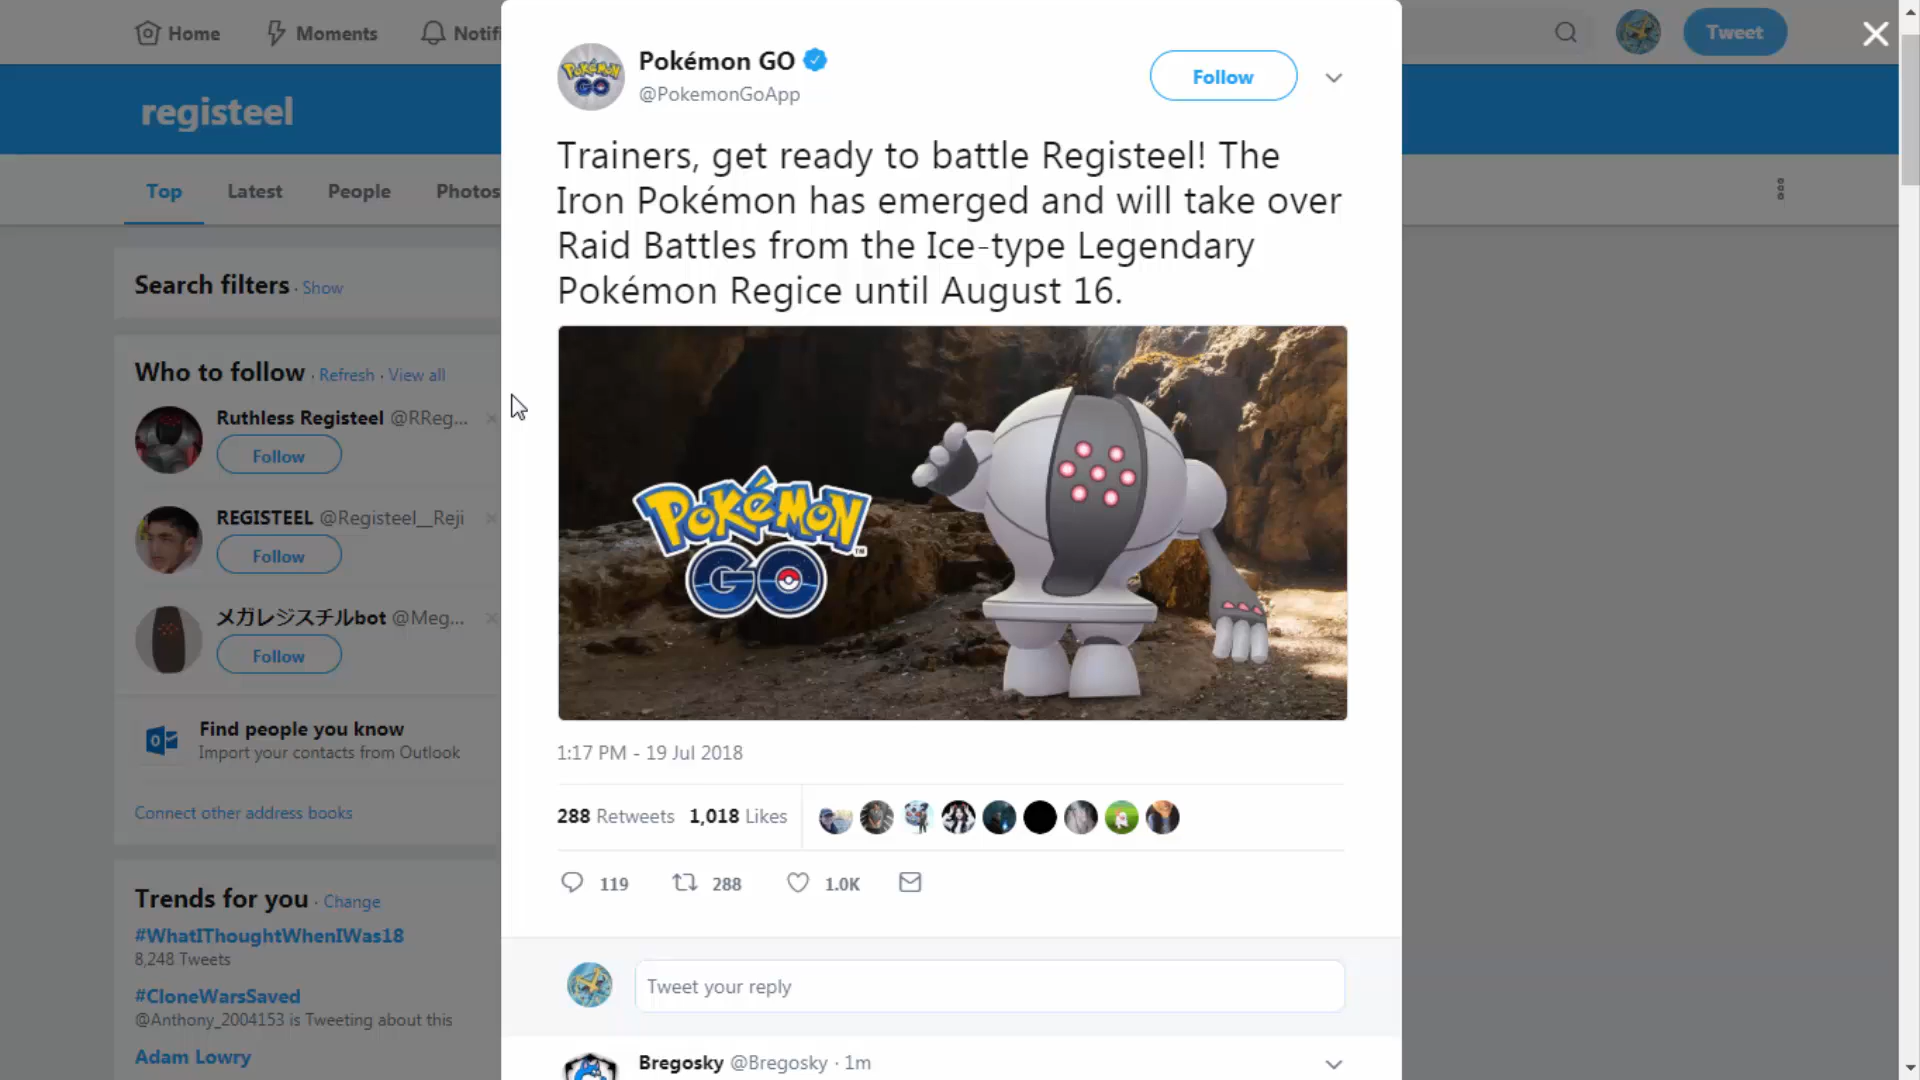 Home
Moments
Notifi
Tweet
registeel
Top
Latest
People
Photos
Search filters · Show
Who to follow · Refresh · View all
Ruthless Registeel @RReg...
Follow
REGISTEEL @Registeel__Reji
Follow
メガレジスチルbot @Meg...
Follow
Find people you know
Import your contacts from Outlook
Connect other address books
Trends for you · Change
#WhatIThoughtWhenIWas18
8,248 Tweets
#CloneWarsSaved
@Anthony_2004153 is Tweeting about this
Adam Lowry
Pokémon GO
@PokemonGoApp
Follow
Trainers, get ready to battle Registeel! The
Iron Pokémon has emerged and will take over
Raid Battles from the Ice-type Legendary
Pokémon Regice until August 16.
POKéMON
GO
1:17 PM - 19 Jul 2018
288 Retweets 1,018 Likes
119 288 1.0K
Tweet your reply
Bregosky @Bregosky · 1m